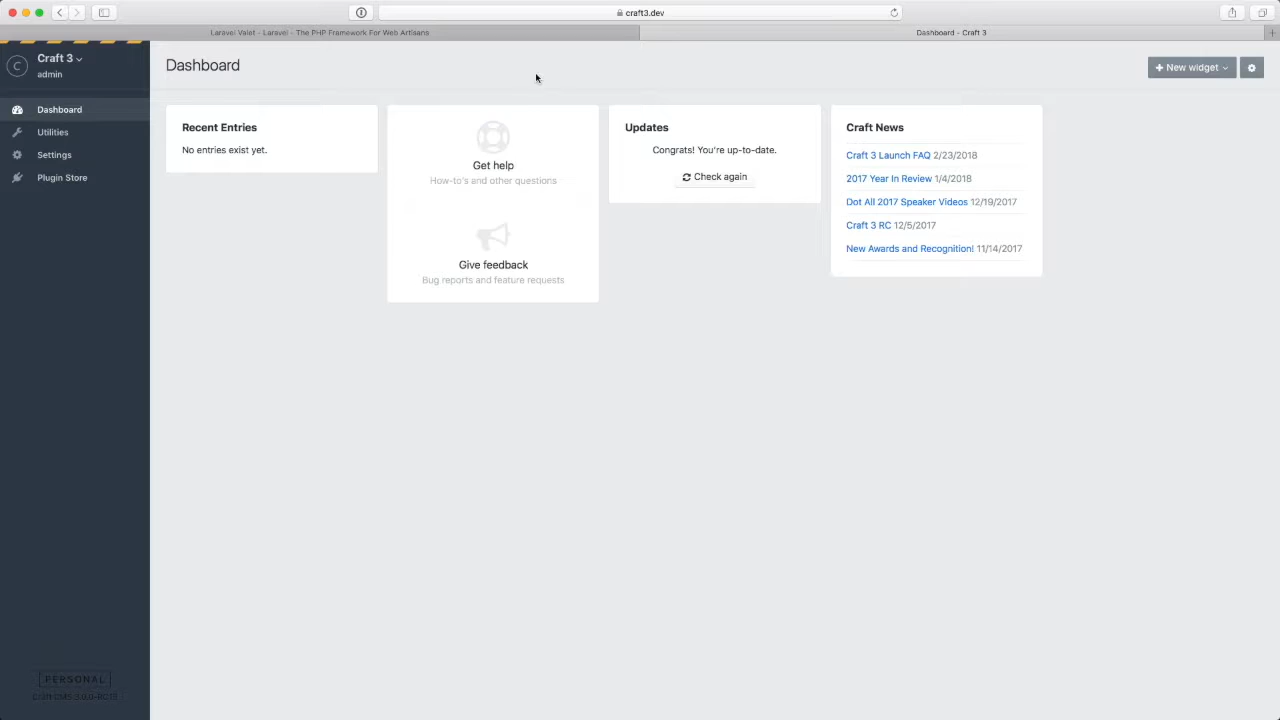 craft3.dev
Laravel Valet - Laravel - The PHP Framework For Web Artisans
Dashboard - Craft 3
C
Craft 3
admin
Dashboard
Utilities
Settings
Plugin Store
Dashboard
New widget
Recent Entries
No entries exist yet.
Get help
How-to's and other questions
Give feedback
Bug reports and feature requests
Updates
Congrats! You're up-to-date.
Check again
Craft News
Craft 3 Launch FAQ 2/23/2018
2017 Year In Review 1/4/2018
Dot All 2017 Speaker Videos 12/19/2017
Craft 3 RC 12/5/2017
New Awards and Recognition! 11/14/2017
PERSONAL